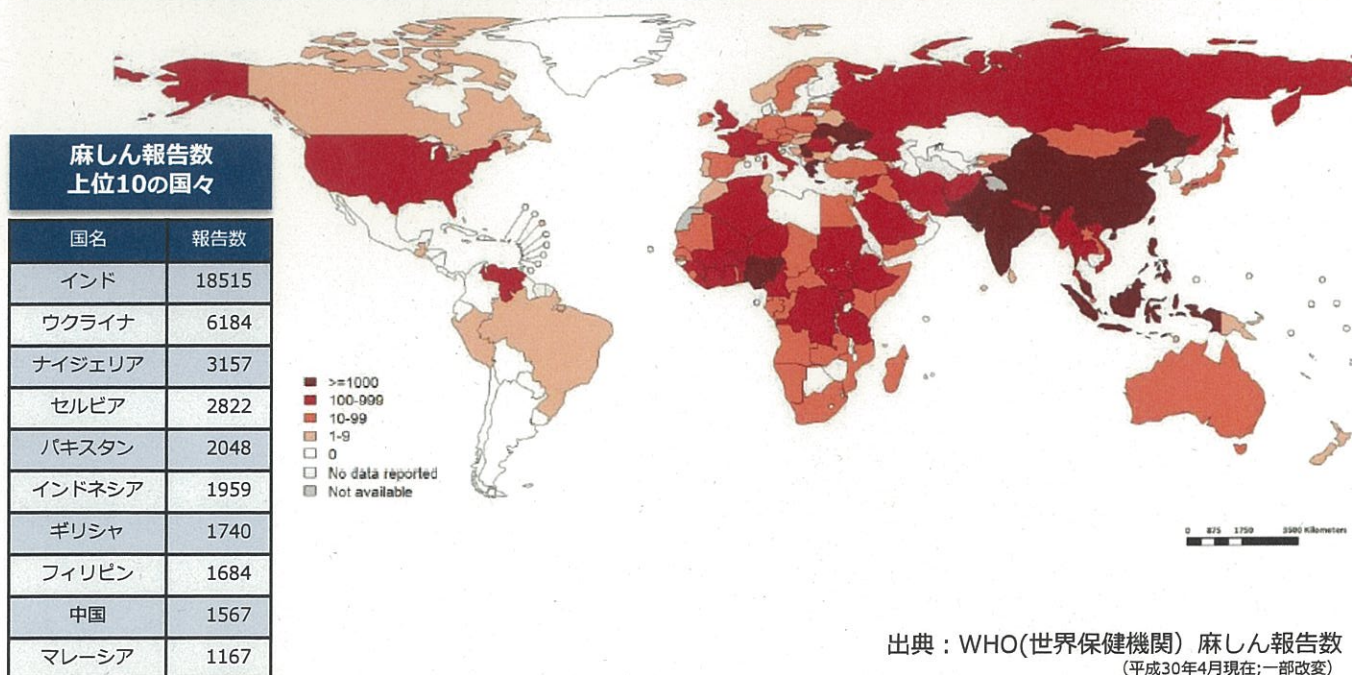 麻しん報告数
上位10の国々
国名 報告数
インド 18515
ウクライナ 6184
ナイジェリア 3157
セルビア 2822
パキスタン 2048
インドネシア 1959
ギリシャ 1740
フィリピン 1684
中国 1567
マレーシア 1167
>=1000
100-999
10-99
1-9
0
No data reported
Not available
0 875 1750 3500 Kilometers
出典：WHO(世界保健機関）麻しん報告数
（平成30年4月現在;一部改変）